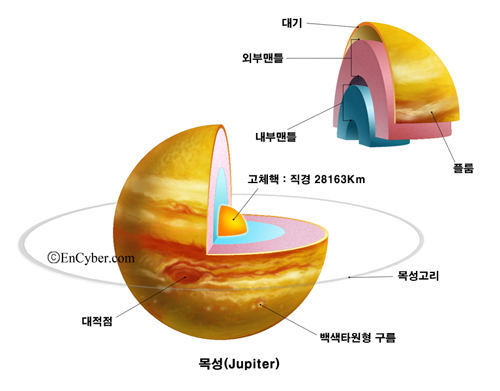 대기
외부맨틀
내부맨틀
플룸
고체핵 : 직경 28163Km
©EnCyber.com
목성고리
대적점
백색타원형 구름
목성(Jupiter)